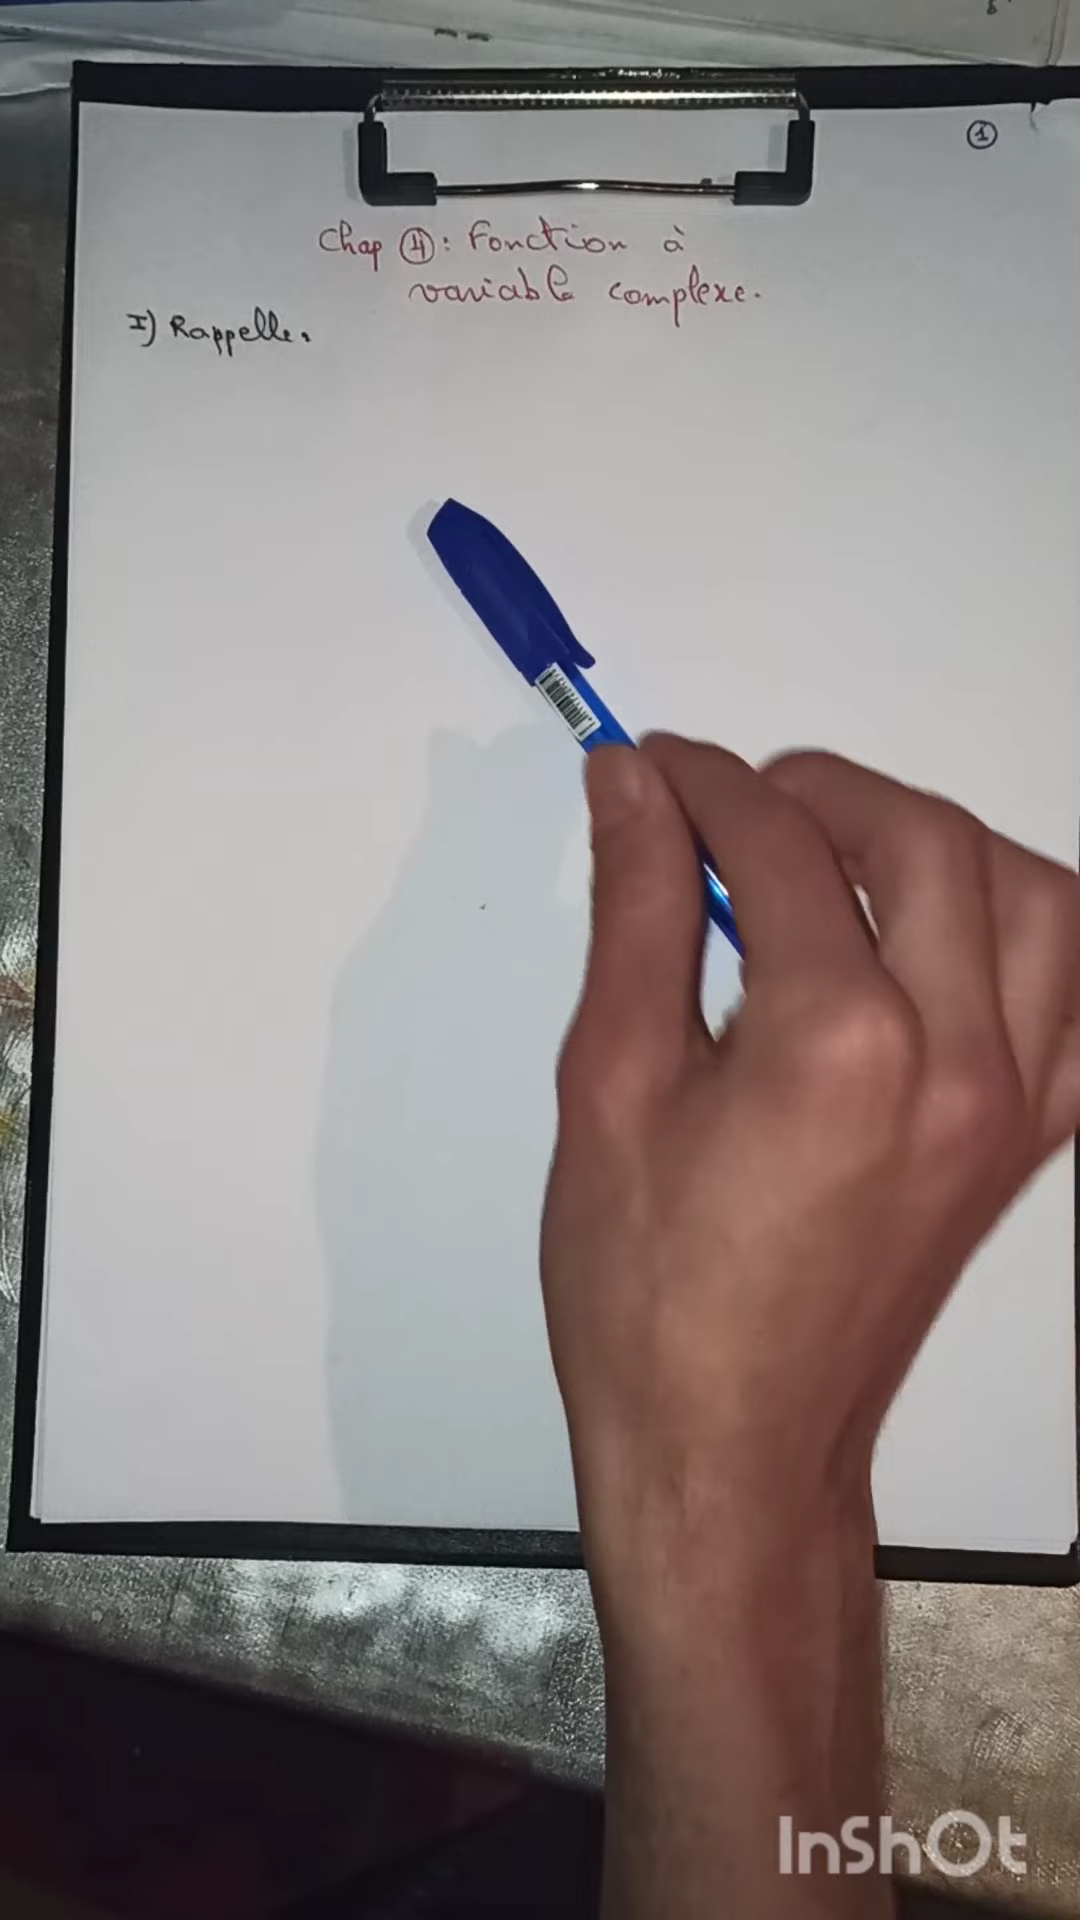 ①
Chap ④: Fonction à
variable complexe.
I) Rappelle.
InShOt